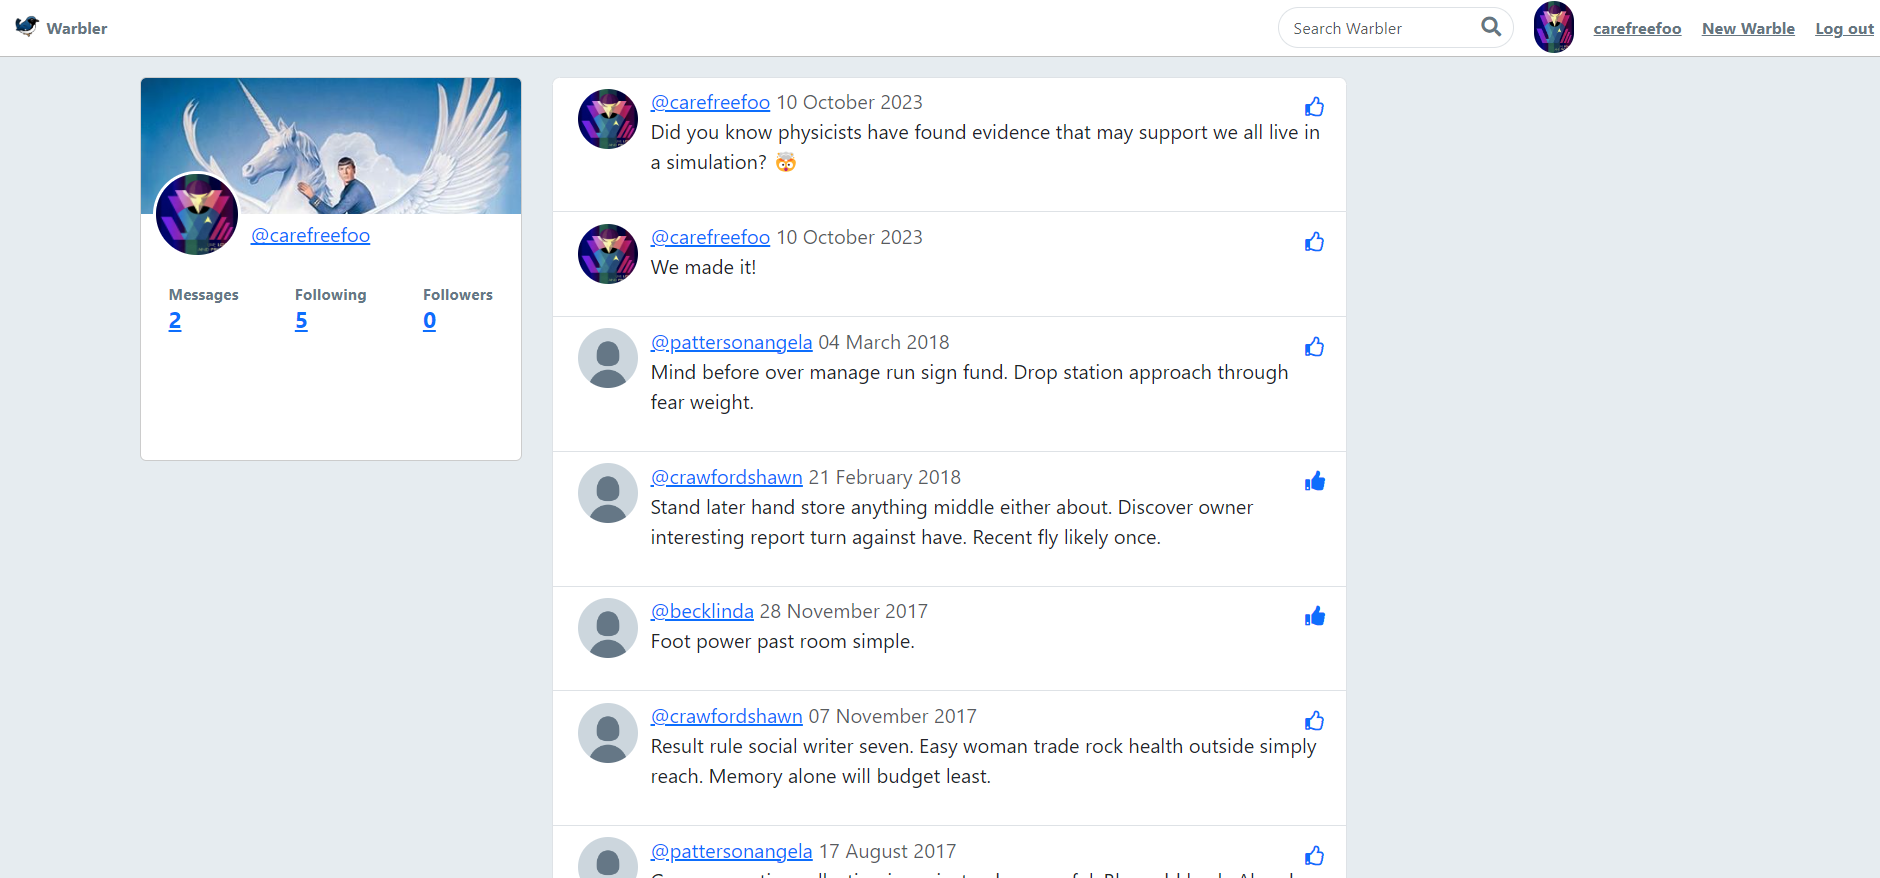 Warbler
Search Warbler
carefreefoo
New Warble
Log out
@carefreefoo
Messages
2
Following
5
Followers
0
@carefreefoo 10 October 2023
Did you know physicists have found evidence that may support we all live in
a simulation? 🤯
@carefreefoo 10 October 2023
We made it!
@pattersonangela 04 March 2018
Mind before over manage run sign fund. Drop station approach through
fear weight.
@crawfordshawn 21 February 2018
Stand later hand store anything middle either about. Discover owner
interesting report turn against have. Recent fly likely once.
@becklinda 28 November 2017
Foot power past room simple.
@crawfordshawn 07 November 2017
Result rule social writer seven. Easy woman trade rock health outside simply
reach. Memory alone will budget least.
@pattersonangela 17 August 2017